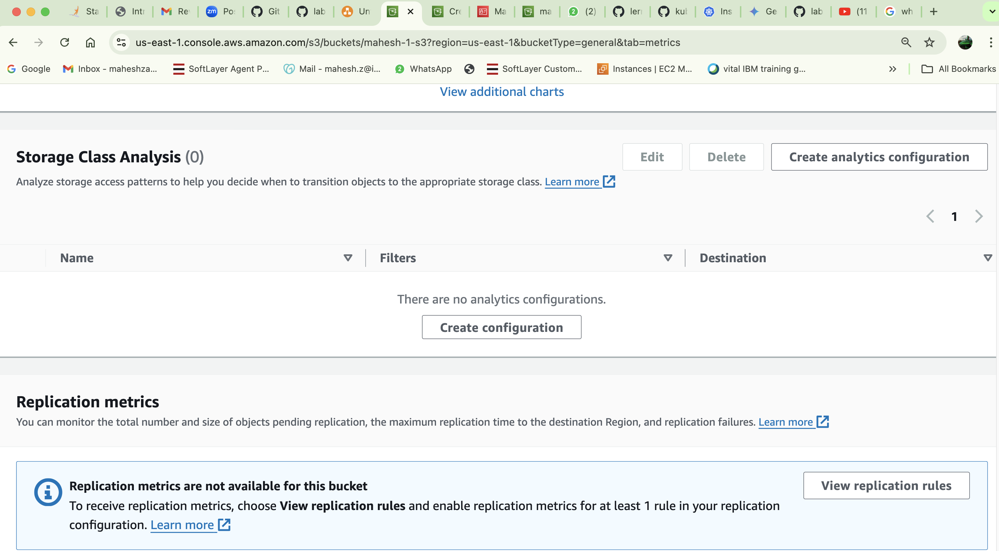 Sta
Intr
Re
zm
Pos
Git
lab
Un
Cre
Ma
ma
2
(2)
ler
kub
Ins
Ge
lab
(11
wh
us-east-1.console.aws.amazon.com/s3/buckets/mahesh-1-s3?region=us-east-1&bucketType=general&tab=metrics
Google
Inbox - maheshza...
SoftLayer Agent P...
Mail - mahesh.z@i...
2
WhatsApp
SoftLayer Custom...
Instances | EC2 M...
vital IBM training g...
All Bookmarks
View additional charts
Storage Class Analysis (0)
Edit
Delete
Create analytics configuration
Analyze storage access patterns to help you decide when to transition objects to the appropriate storage class. Learn more
1
Name
Filters
Destination
There are no analytics configurations.
Create configuration
Replication metrics
You can monitor the total number and size of objects pending replication, the maximum replication time to the destination Region, and replication failures. Learn more
Replication metrics are not available for this bucket
View replication rules
To receive replication metrics, choose View replication rules and enable replication metrics for at least 1 rule in your replication
configuration. Learn more